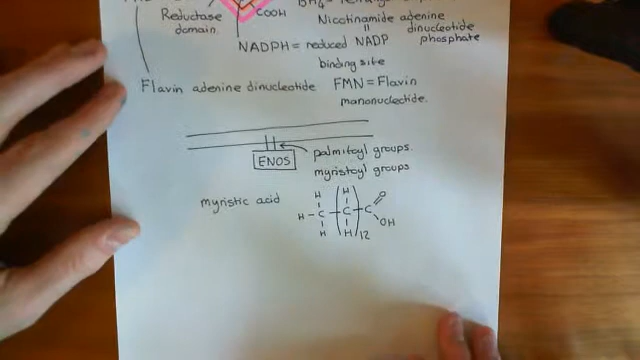 Reductase
domain
COOH
Nicotinamide adenine
dinucleotide
phosphate
NADPH = reduced NADP
binding site
Flavin adenine dinucleotide
FMN = Flavin
mononucleotide.
ENOS
palmitoyl groups.
myristoyl groups
myristic acid
H H O
H - C - C - C
OH
H H 12